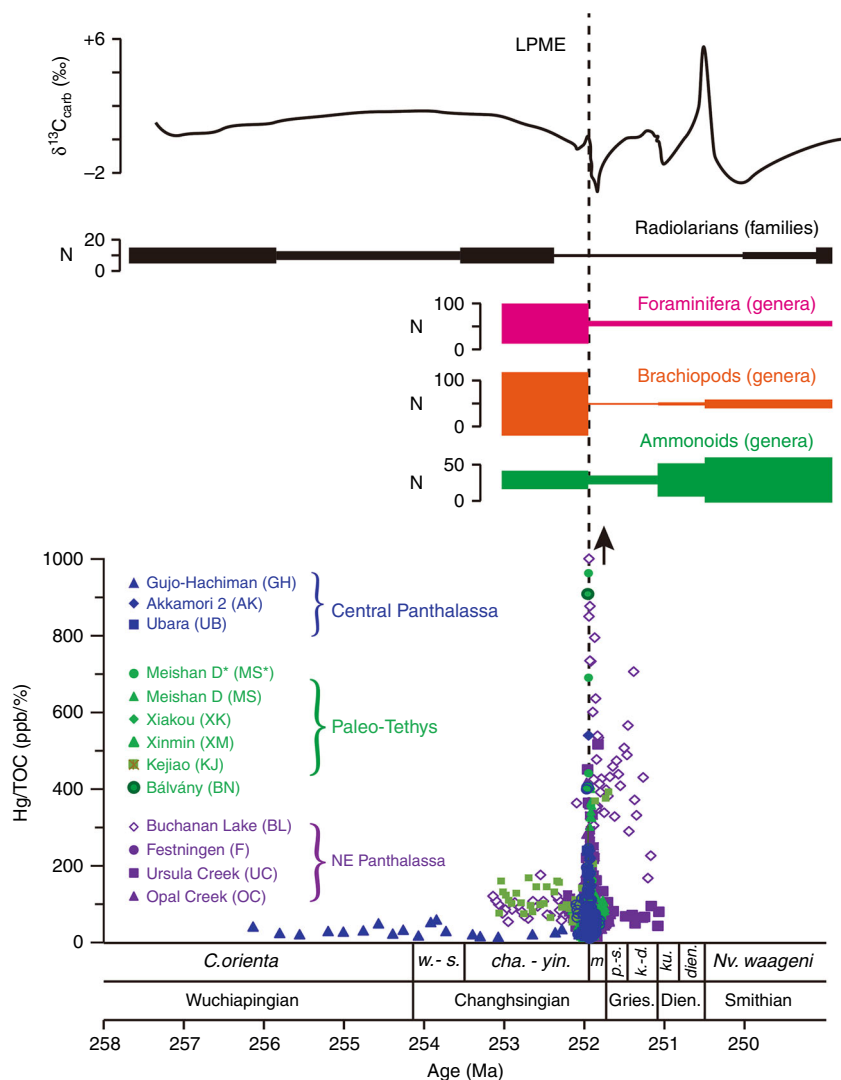 LPME
+6
δ13Ccarb (‰)
–2
Radiolarians (families)
N
20
0
Foraminifera (genera)
N
100
0
Brachiopods (genera)
N
100
0
Ammonoids (genera)
N
50
0
Hg/TOC (ppb/%)
1000
800
600
400
200
0
Gujo-Hachiman (GH)
Akkamori 2 (AK)
Ubara (UB)
Central Panthalassa
Meishan D* (MS*)
Meishan D (MS)
Xiakou (XK)
Xinmin (XM)
Kejiao (KJ)
Bálvány (BN)
Paleo-Tethys
Buchanan Lake (BL)
Festningen (F)
Ursula Creek (UC)
Opal Creek (OC)
NE Panthalassa
C.orienta w.- s. cha. - yin. m p.-s. k.-d. ku. dien. Nv. waageni
Wuchiapingian Changhsingian Gries. Dien. Smithian
258 257 256 255 254 253 252 251 250
Age (Ma)